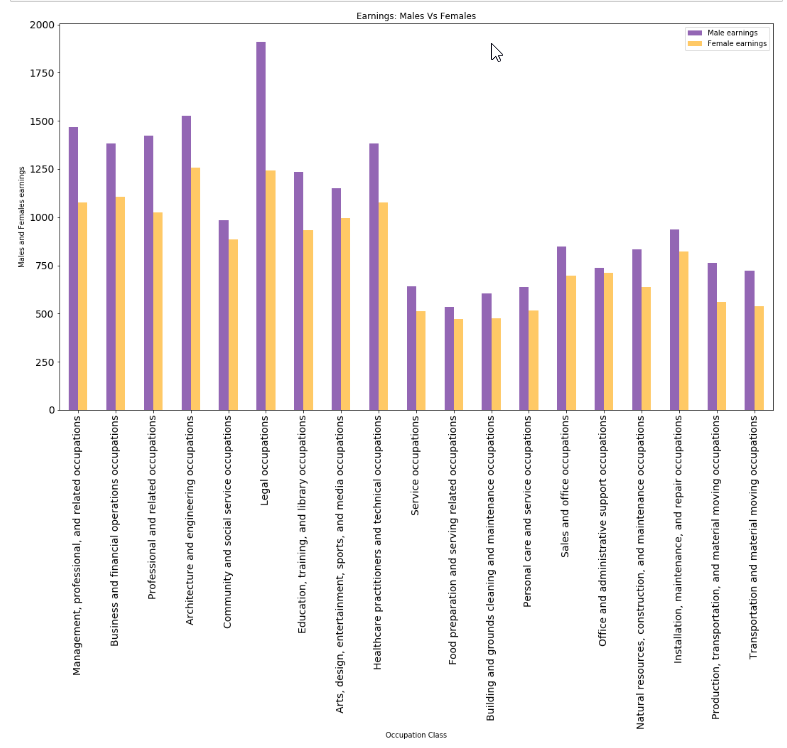 Earnings: Males Vs Females
Male earnings
Female earnings
2000
1750
1500
1250
1000
750
500
250
0
Males and Females earnings
Management, professional, and related occupations
Business and financial operations occupations
Professional and related occupations
Architecture and engineering occupations
Community and social service occupations
Legal occupations
Education, training, and library occupations
Arts, design, entertainment, sports, and media occupations
Healthcare practitioners and technical occupations
Service occupations
Food preparation and serving related occupations
Building and grounds cleaning and maintenance occupations
Personal care and service occupations
Sales and office occupations
Office and administrative support occupations
Natural resources, construction, and maintenance occupations
Installation, maintenance, and repair occupations
Production, transportation, and material moving occupations
Transportation and material moving occupations
Occupation Class